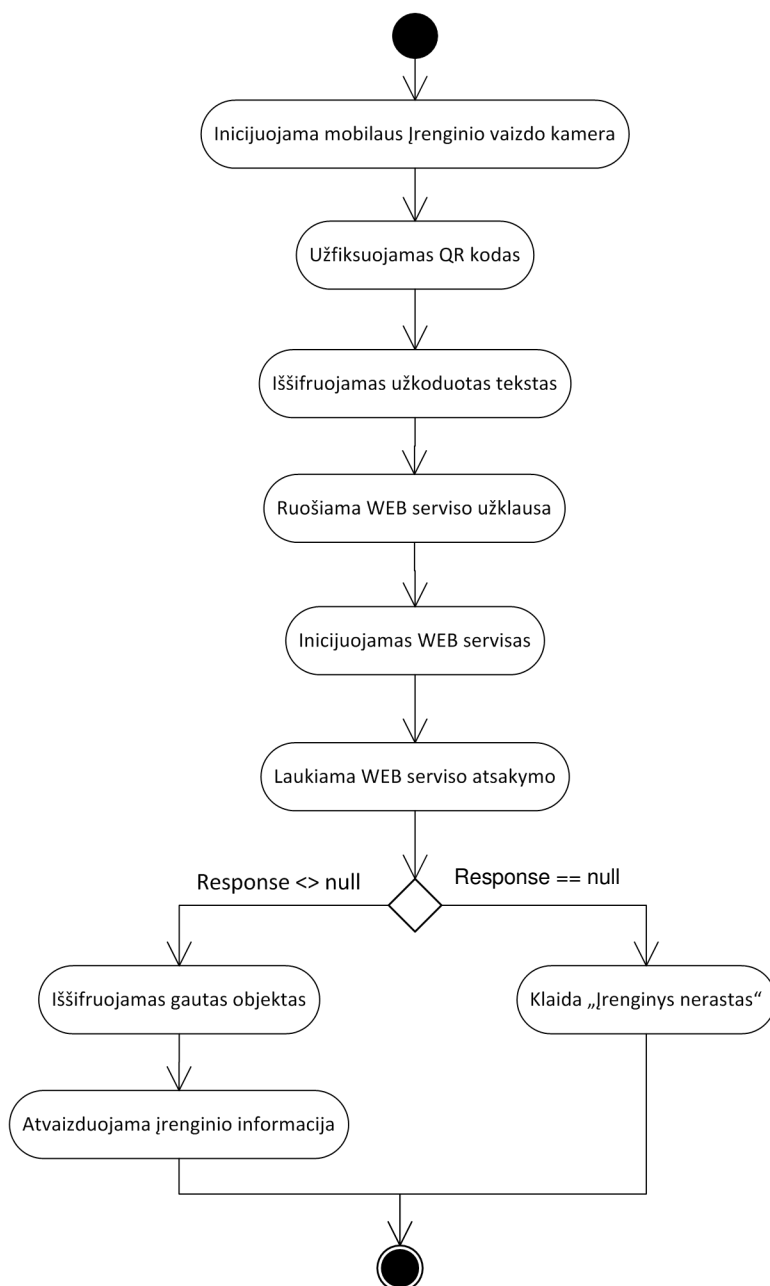 Inicijuojama mobilaus Įrenginio vaizdo kamera
Užfiksuojamas QR kodas
Iššifruojamas užkoduotas tekstas
Ruošiama WEB serviso užklausa
Inicijuojamas WEB servisas
Laukiama WEB serviso atsakymo
Response <> null
Response == null
Iššifruojamas gautas objektas
Klaida „Įrenginys nerastas“
Atvaizduojama įrenginio informacija